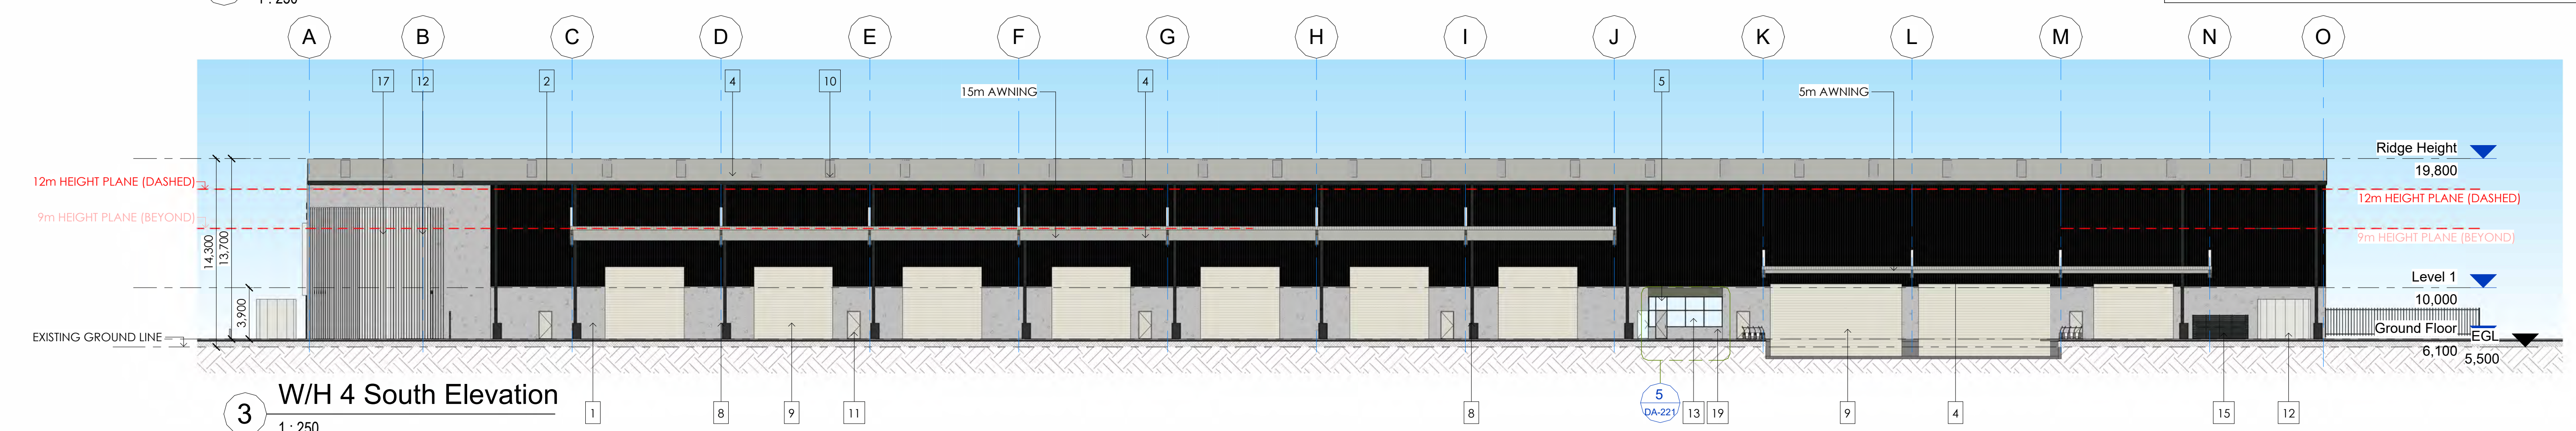 1 : 250
A B C D E F G H I J K L M N O
17 12 2 4 10 15m AWNING 4 5 5m AWNING
Ridge Height
19,800
12m HEIGHT PLANE (DASHED)
12m HEIGHT PLANE (DASHED)
9m HEIGHT PLANE (BEYOND)
9m HEIGHT PLANE (BEYOND)
14,300
13,700
3,900
Level 1
10,000
EXISTING GROUND LINE
Ground Floor
EGL
6,100
5,500
3 W/H 4 South Elevation
1 : 250
1 8 9 11 8
5
DA-221
13 19 9 4 15 12